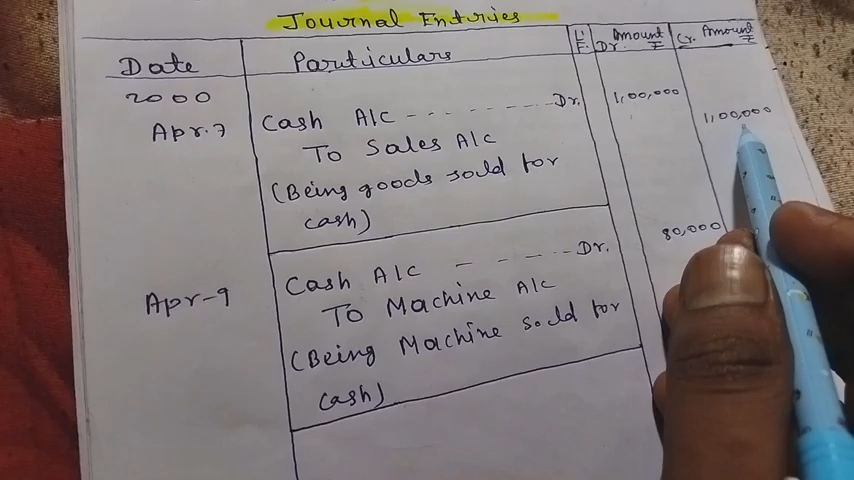 Journal Entries
Date Particulars L.F. Amount Dr. ₹ Cr. Amount ₹
2000
Apr.7 Cash A/c --------- Dr. 1,00,000
To Sales A/c 1,00,000
(Being goods sold for
cash)
Apr-9 Cash A/c ----- Dr. 80,000
To Machine A/c
(Being Machine sold for
cash)